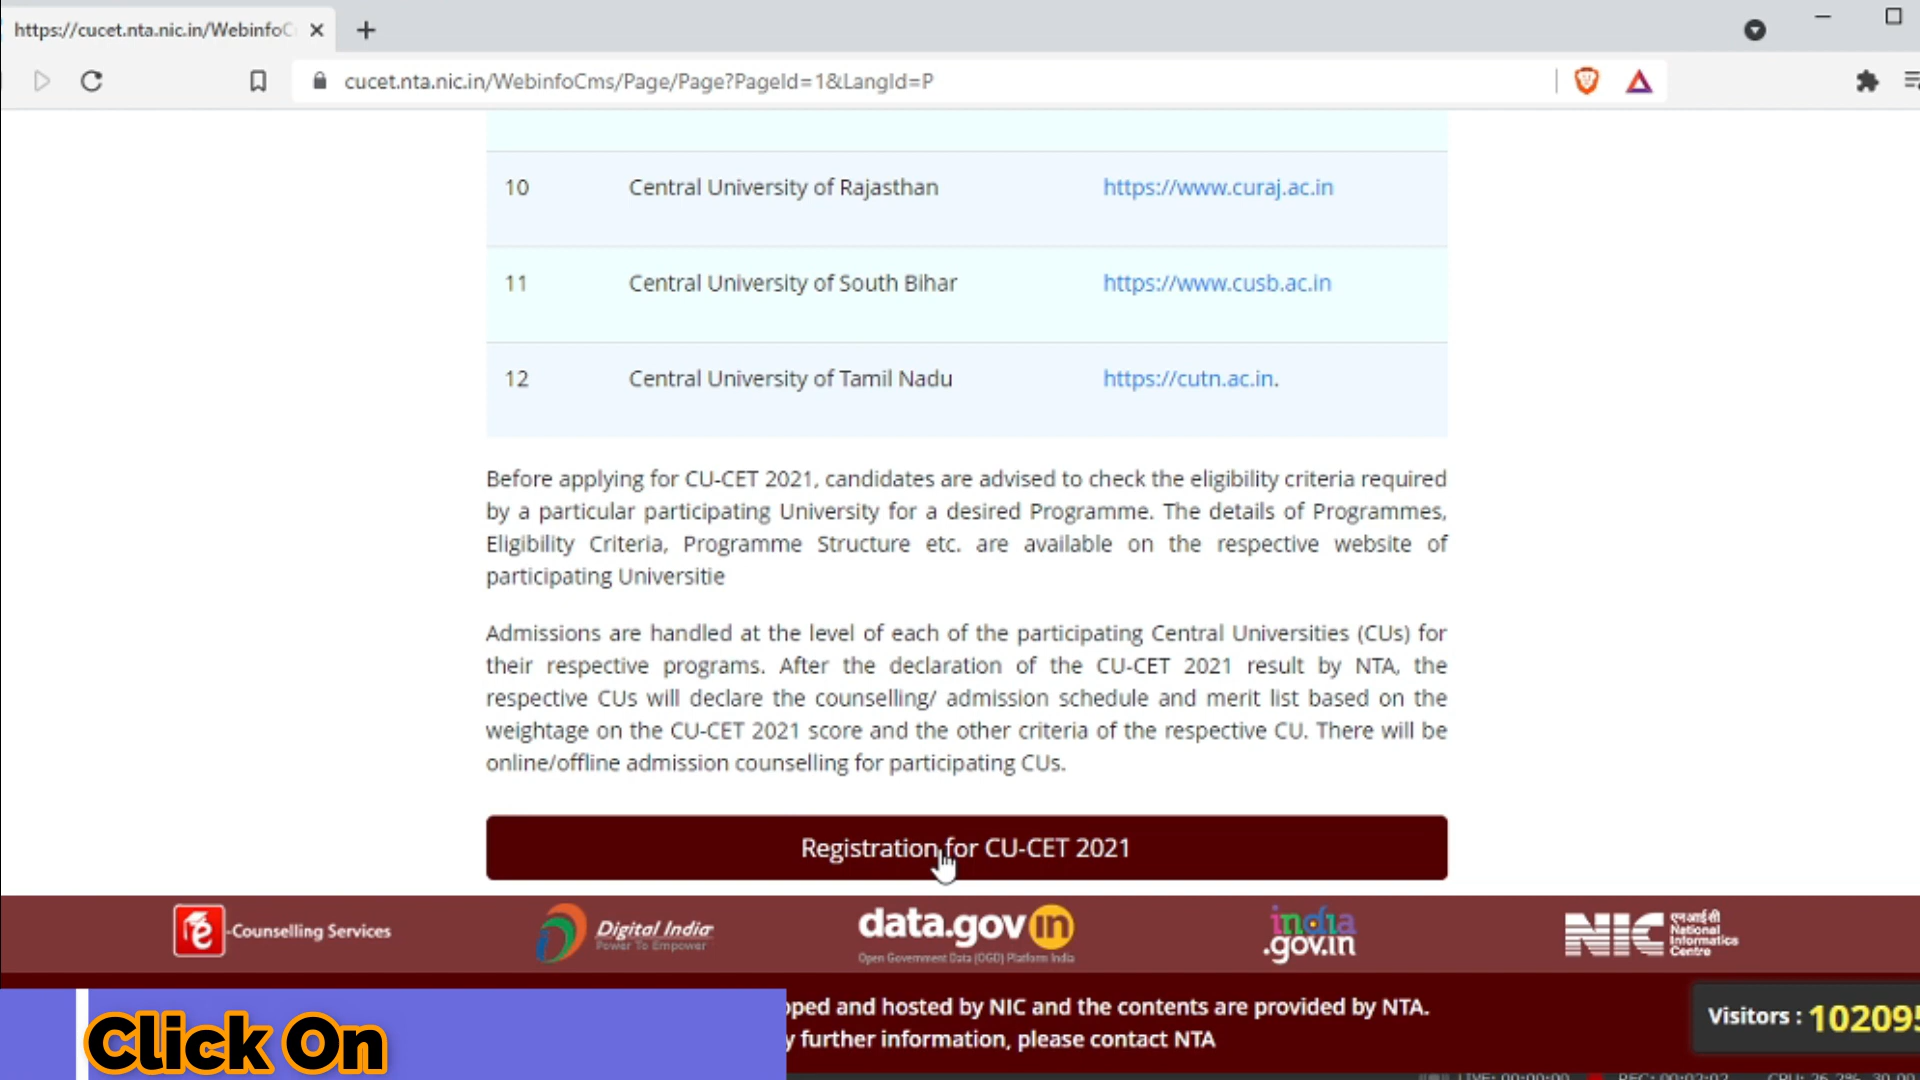 https://cucet.nta.nic.in/WebinfoC
cucet.nta.nic.in/WebinfoCms/Page/Page?PageId=1&LangId=P
10 Central University of Rajasthan https://www.curaj.ac.in
11 Central University of South Bihar https://www.cusb.ac.in
12 Central University of Tamil Nadu https://cutn.ac.in.
Before applying for CU-CET 2021, candidates are advised to check the eligibility criteria required
by a particular participating University for a desired Programme. The details of Programmes,
Eligibility Criteria, Programme Structure etc. are available on the respective website of
participating Universitie
Admissions are handled at the level of each of the participating Central Universities (CUs) for
their respective programs. After the declaration of the CU-CET 2021 result by NTA, the
respective CUs will declare the counselling/ admission schedule and merit list based on the
weightage on the CU-CET 2021 score and the other criteria of the respective CU. There will be
online/offline admission counselling for participating CUs.
Registration for CU-CET 2021
e-Counselling Services
Digital India
Power To Empower
data.gov in
Open Government Data (OGD) Platform India
india
.gov.in
NIC
एनआईसी
National
Informatics
Centre
oped and hosted by NIC and the contents are provided by NTA.
y further information, please contact NTA
Visitors : 102095
Click On